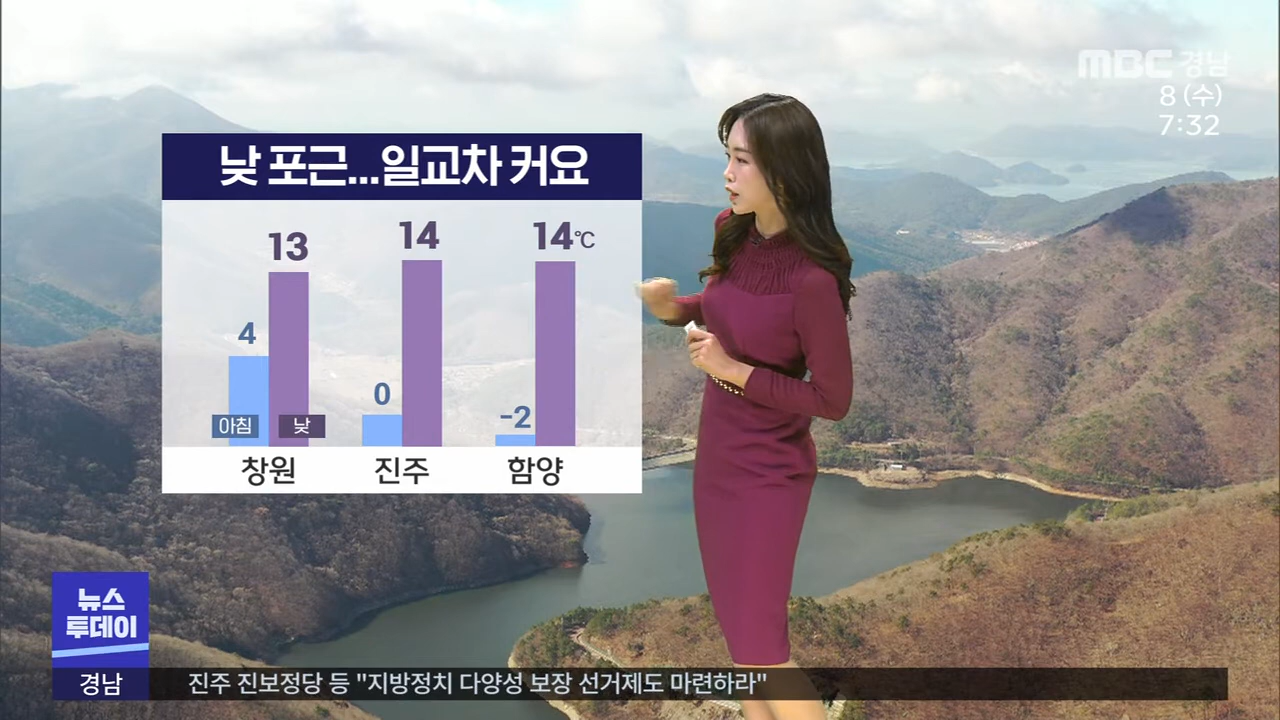 MBC 경남
8 (수)
7:32
낮 포근...일교차 커요
13
14
14℃
4
0
-2
아침
낮
창원
진주
함양
뉴스
투데이
경남
진주 진보정당 등 "지방정치 다양성 보장 선거제도 마련하라"